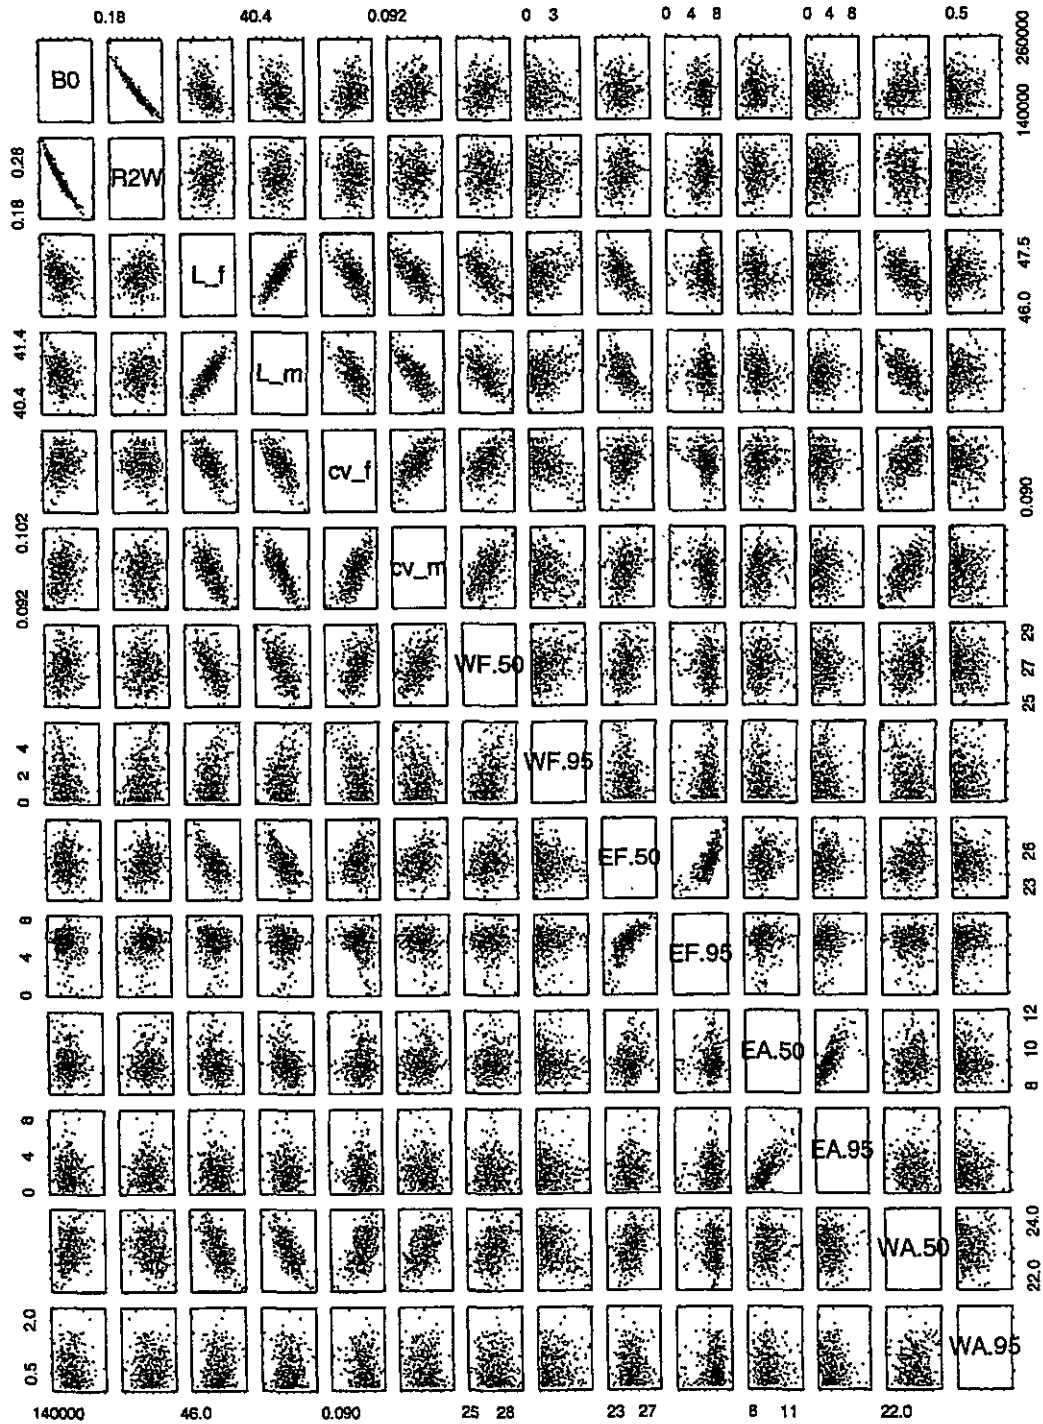 0.18 40.4 0.092 0 3 0 4 8 0 4 8 0.5
B0
140000 260000
R2W
0.18 0.28
L_f
46.0 47.5
L_m
40.4 41.4
cv_f
0.090
cv_m
0.092 0.102
WF.50
25 27 29
WF.95
0 2 4
EF.50
23 26
EF.95
0 4 8
EA.50
8 10 12
EA.95
0 4 8
WA.50
22.0 24.0
WA.95
0.5 2.0
140000 46.0 0.090 25 28 23 27 8 11 22.0